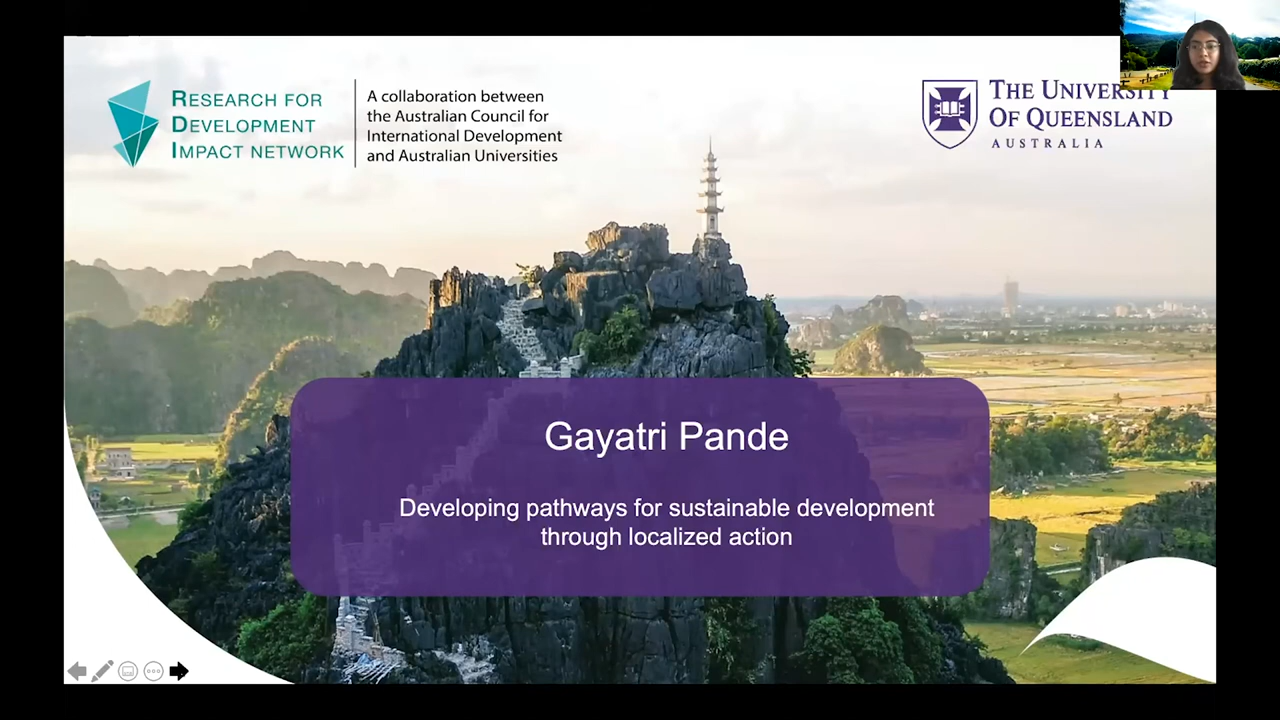 RESEARCH FOR
DEVELOPMENT
IMPACT NETWORK
A collaboration between
the Australian Council for
International Development
and Australian Universities
THE UNIVERSITY
OF QUEENSLAND
AUSTRALIA
Gayatri Pande
Developing pathways for sustainable development
through localized action